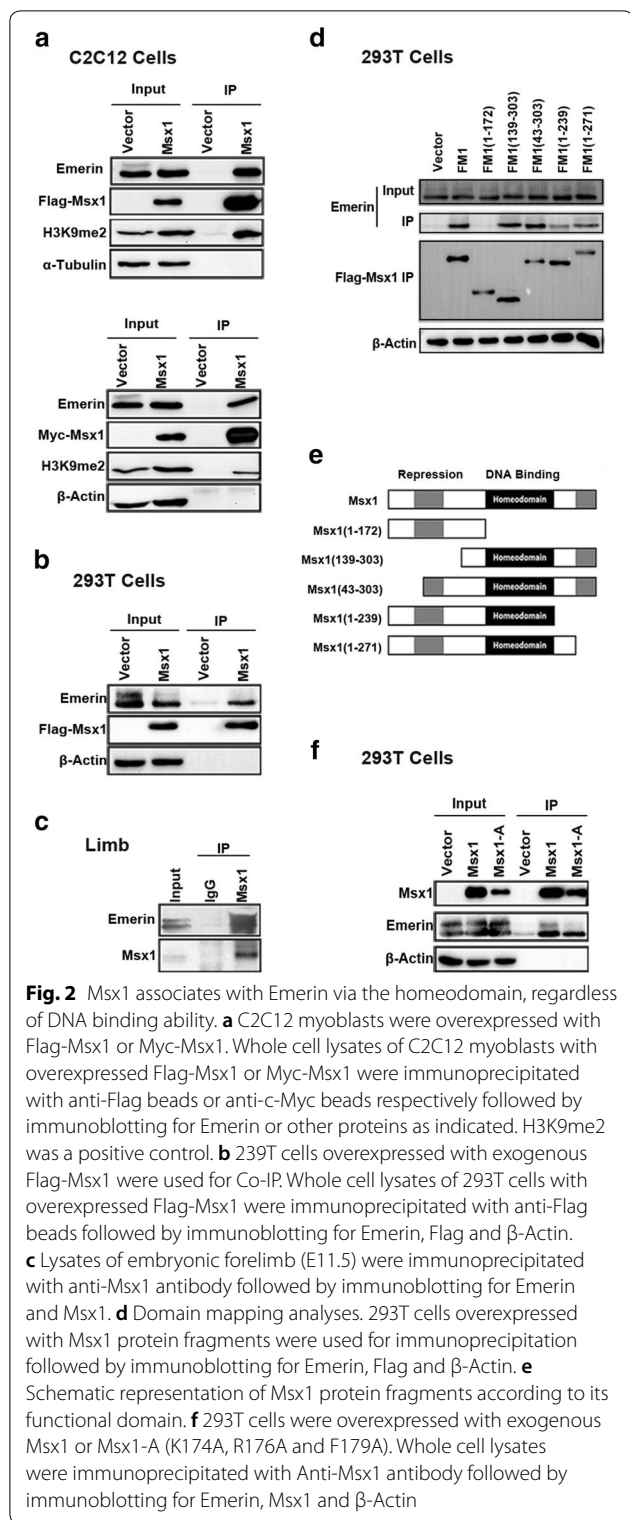 a
C2C12 Cells
Input IP
Vector Msx1 Vector Msx1
Emerin
Flag-Msx1
H3K9me2
α-Tubulin
Input IP
Vector Msx1 Vector Msx1
Emerin
Myc-Msx1
H3K9me2
β-Actin
b
293T Cells
Input IP
Vector Msx1 Vector Msx1
Emerin
Flag-Msx1
β-Actin
c
Limb
IP
Input IgG Msx1
Emerin
Msx1
d
293T Cells
Vector FM1 FM1(1-172) FM1(139-303) FM1(43-303) FM1(1-239) FM1(1-271)
Emerin
Input
IP
Flag-Msx1 IP
β-Actin
e
Repression DNA Binding
Msx1 Homeodomain
Msx1(1-172)
Msx1(139-303) Homeodomain
Msx1(43-303) Homeodomain
Msx1(1-239) Homeodomain
Msx1(1-271) Homeodomain
f
293T Cells
Input IP
Vector Msx1 Msx1-A Vector Msx1 Msx1-A
Msx1
Emerin
β-Actin
Fig. 2 Msx1 associates with Emerin via the homeodomain, regardless
of DNA binding ability. a C2C12 myoblasts were overexpressed with
Flag-Msx1 or Myc-Msx1. Whole cell lysates of C2C12 myoblasts with
overexpressed Flag-Msx1 or Myc-Msx1 were immunoprecipitated
with anti-Flag beads or anti-c-Myc beads respectively followed by
immunoblotting for Emerin or other proteins as indicated. H3K9me2
was a positive control. b 239T cells overexpressed with exogenous
Flag-Msx1 were used for Co-IP. Whole cell lysates of 293T cells with
overexpressed Flag-Msx1 were immunoprecipitated with anti-Flag
beads followed by immunoblotting for Emerin, Flag and β-Actin.
c Lysates of embryonic forelimb (E11.5) were immunoprecipitated
with anti-Msx1 antibody followed by immunoblotting for Emerin
and Msx1. d Domain mapping analyses. 293T cells overexpressed
with Msx1 protein fragments were used for immunoprecipitation
followed by immunoblotting for Emerin, Flag and β-Actin. e
Schematic representation of Msx1 protein fragments according to its
functional domain. f 293T cells were overexpressed with exogenous
Msx1 or Msx1-A (K174A, R176A and F179A). Whole cell lysates
were immunoprecipitated with Anti-Msx1 antibody followed by
immunoblotting for Emerin, Msx1 and β-Actin